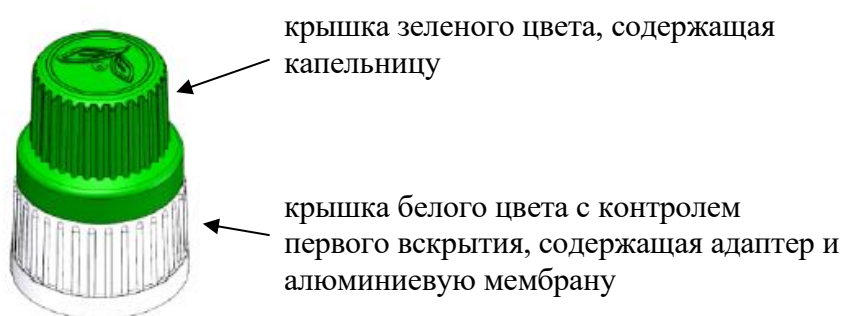 крышка зеленого цвета, содержащая
капельницу
крышка белого цвета с контролем
первого вскрытия, содержащая адаптер и
алюминиевую мембрану